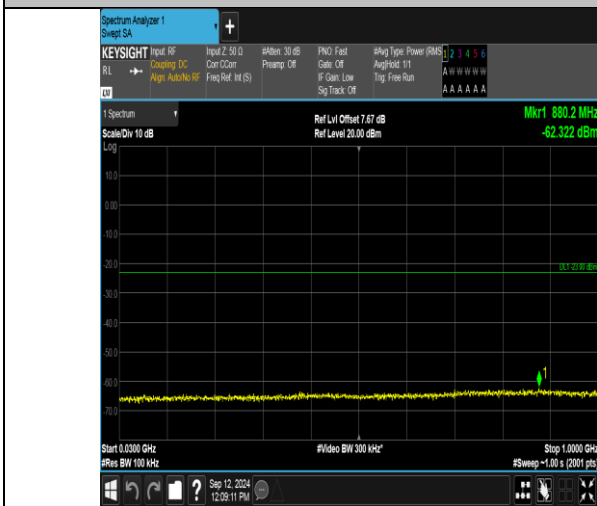 Spectrum Analyzer 1
Swept SA
KEYSIGHT
RL
Input: RF
Coupling: DC
Align: Auto/No RF
Input Z: 50 Ω
Corr CCorr
Freq Ref: Int (S)
#Atten: 30 dB
Preamp: Off
PNO: Fast
Gate: Off
IF Gain: Low
Sig Track: Off
#Avg Type: Power (RMS
Avg|Hold: 1/1
Trig: Free Run
1 2 3 4 5 6
A W W W W W
A A A A A A
1 Spectrum
Scale/Div 10 dB
Ref Lvl Offset 7.67 dB
Ref Level 20.00 dBm
Mkr1 880.2 MHz
-62.322 dBm
Log
10.0
0.00
-10.0
-20.0
DL1 -23.00 dBm
-30.0
-40.0
-50.0
1
-60.0
-70.0
Start 0.0300 GHz
#Res BW 100 kHz
#Video BW 300 kHz*
Stop 1.0000 GHz
#Sweep ~1.00 s (2001 pts)
?
Sep 12, 2024
12:09:11 PM